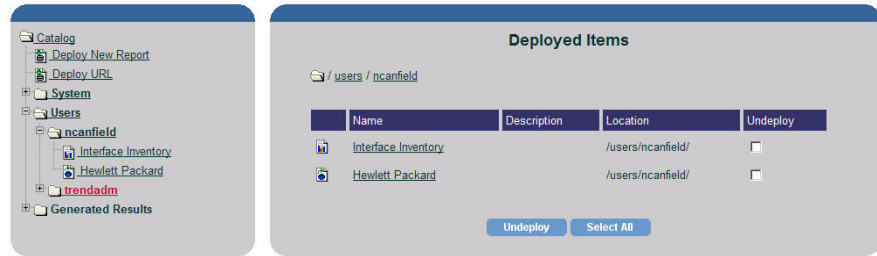 Catalog
Deploy New Report
Deploy URL
System
Users
ncanfield
Interface Inventory
Hewlett Packard
trendadm
Generated Results
Deployed Items
/ users / ncanfield
Name Description Location Undeploy
Interface Inventory /users/ncanfield/
Hewlett Packard /users/ncanfield/
Undeploy Select All